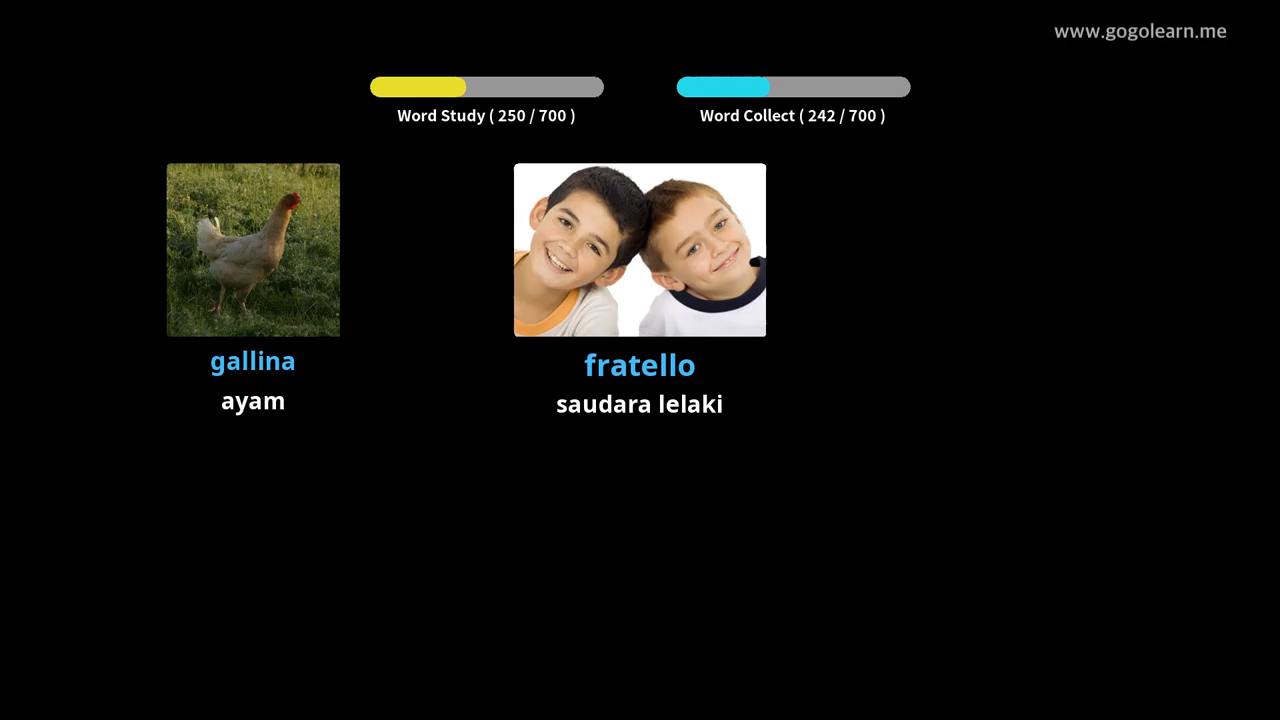 www.gogolearn.me
Word Study ( 250 / 700 )
Word Collect ( 242 / 700 )
gallina
ayam
fratello
saudara lelaki